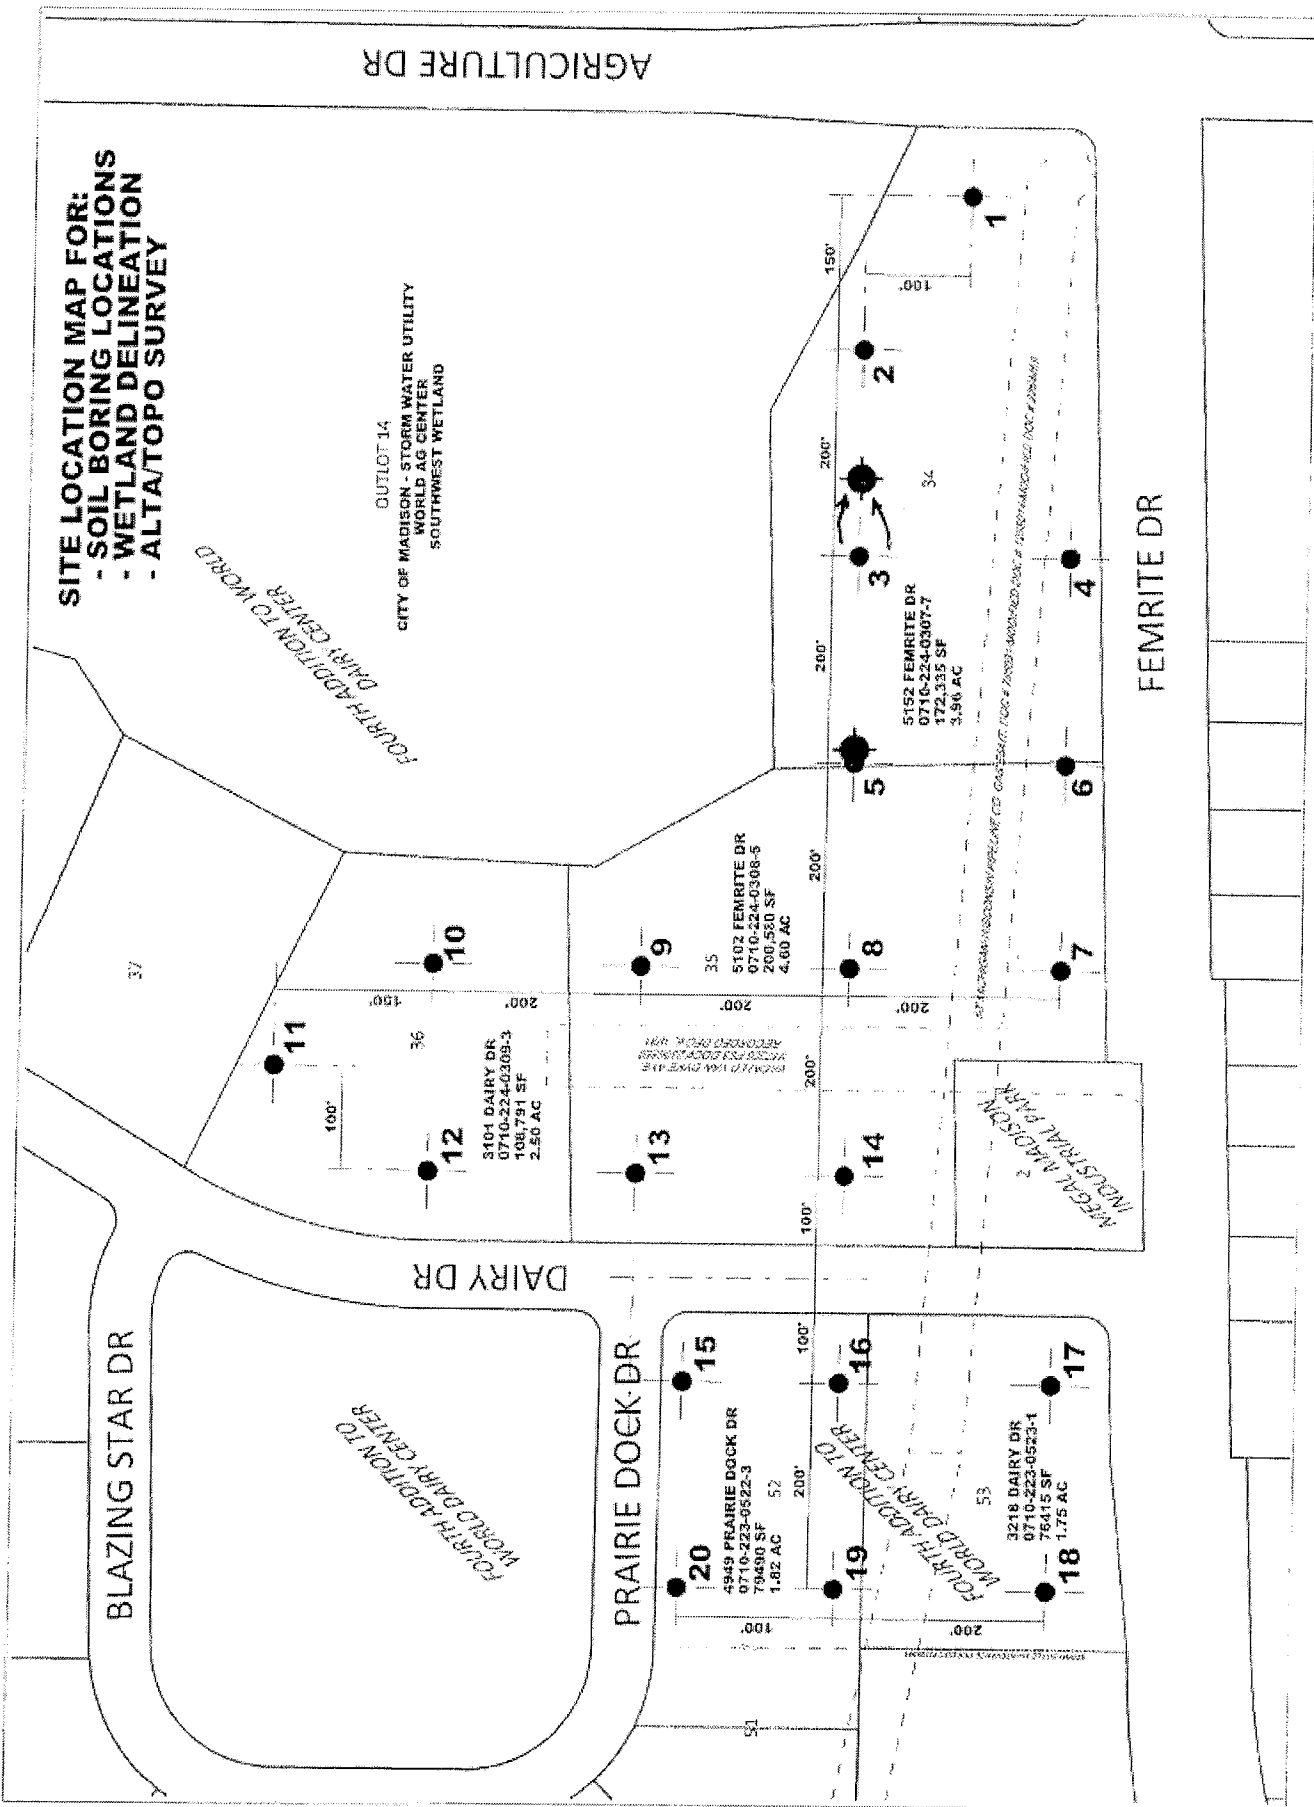 SITE LOCATION MAP FOR:
- SOIL BORING LOCATIONS
- WETLAND DELINEATION
- ALTA/TOPO SURVEY
AGRICULTURE DR
OUTLOT 14
CITY OF MADISON - STORM WATER UTILITY
WORLD AG CENTER
SOUTHWEST WETLAND
FOURTH ADDITION TO WORLD
DAIRY CENTER
37
10
11
12
36
150'
200'
100'
3101 DAIRY DR
0710-224-0309-3
108,791 SF
2.50 AC
9
35
5102 FEMRITE DR
0710-224-0308-5
200,580 SF
4.60 AC
200'
200'
200'
200'
100'
8
7
13
14
1
2
3
4
5
6
150'
100'
200'
200'
34
5152 FEMRITE DR
0710-224-0307-7
172,335 SF
3.96 AC
FEMRITE DR
MEGAL MADISON
INDUSTRIAL PARK
2
DAIRY DR
BLAZING STAR DR
FOURTH ADDITION TO
WORLD DAIRY CENTER
PRAIRIE DOCK DR
15
16
17
18
19
20
100'
200'
100'
200'
4949 PRAIRIE DOCK DR
0710-223-0522-3
79490 SF
1.82 AC
52
FOURTH ADDITION TO
WORLD DAIRY CENTER
53
3218 DAIRY DR
0710-223-0523-1
76415 SF
1.75 AC
51